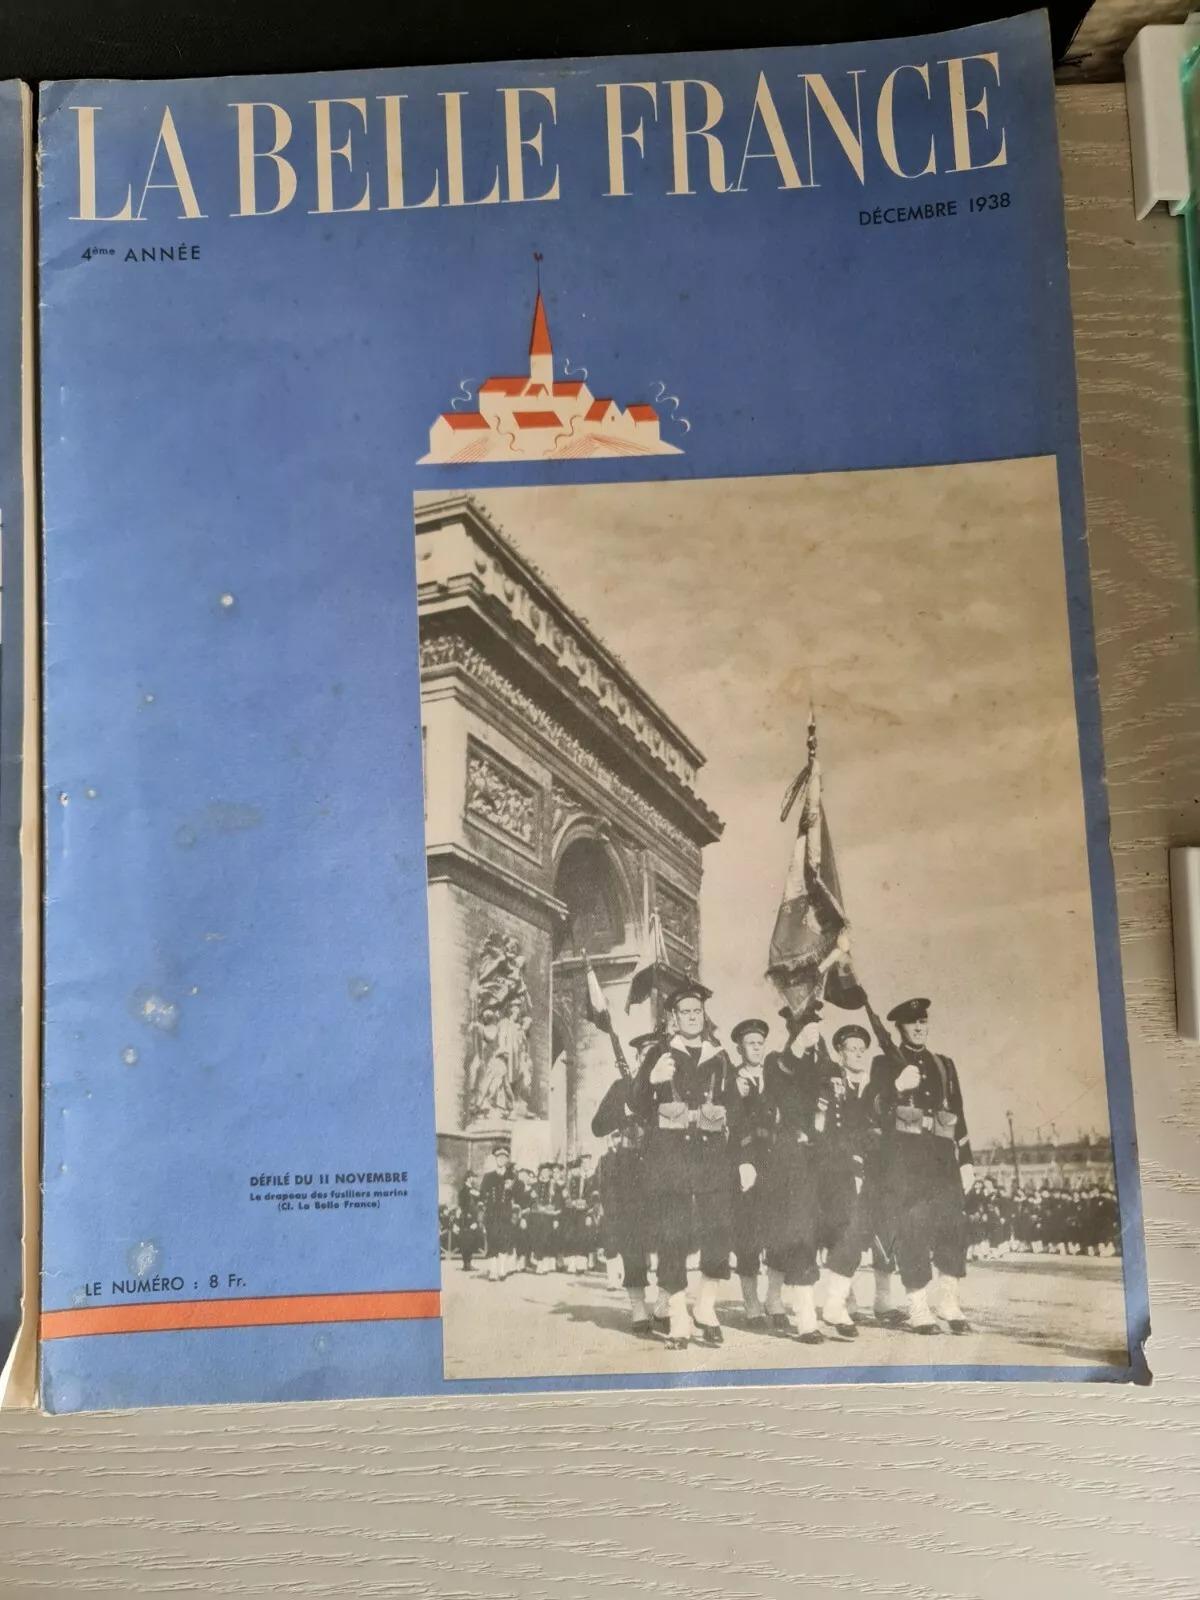 LA BELLE FRANCE
4ème ANNÉE
DÉCEMBRE 1938
DÉFILÉ DU 11 NOVEMBRE
Le drapeau des fusiliers marins
(Cl. La Belle France)
LE NUMÉRO : 8 Fr.